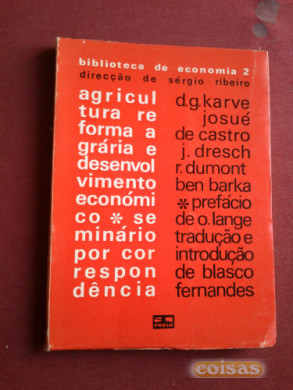 biblioteca de economia 2
direcção de sérgio ribeiro
agricul
tura re
forma a
grária e
desenvol
vimento
económi
co * se
minário
por cor
respon
dência
d.g.karve
josué
de castro
j. dresch
r. dumont
ben barka
* prefácio
de o. lange
tradução e
introdução
de blasco
fernandes
PRELO
coisas